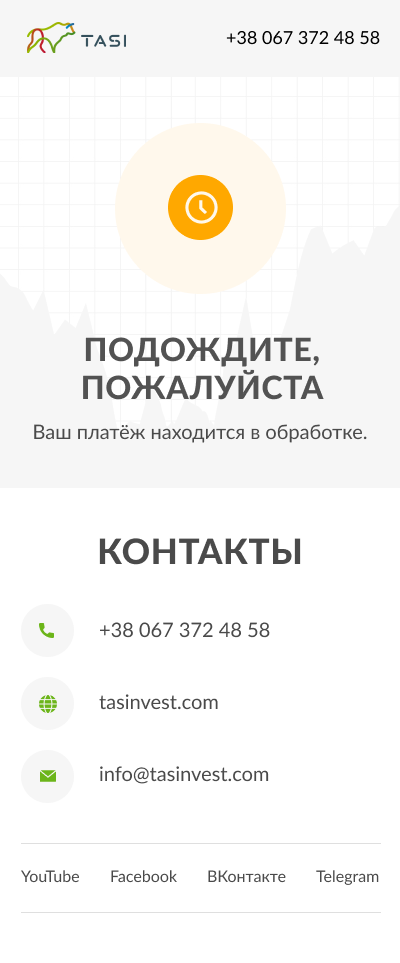 TASI
+38 067 372 48 58
ПОДОЖДИТЕ,
ПОЖАЛУЙСТА
Ваш платёж находится в обработке.
КОНТАКТЫ
+38 067 372 48 58
tasinvest.com
info@tasinvest.com
YouTube Facebook ВКонтакте Telegram